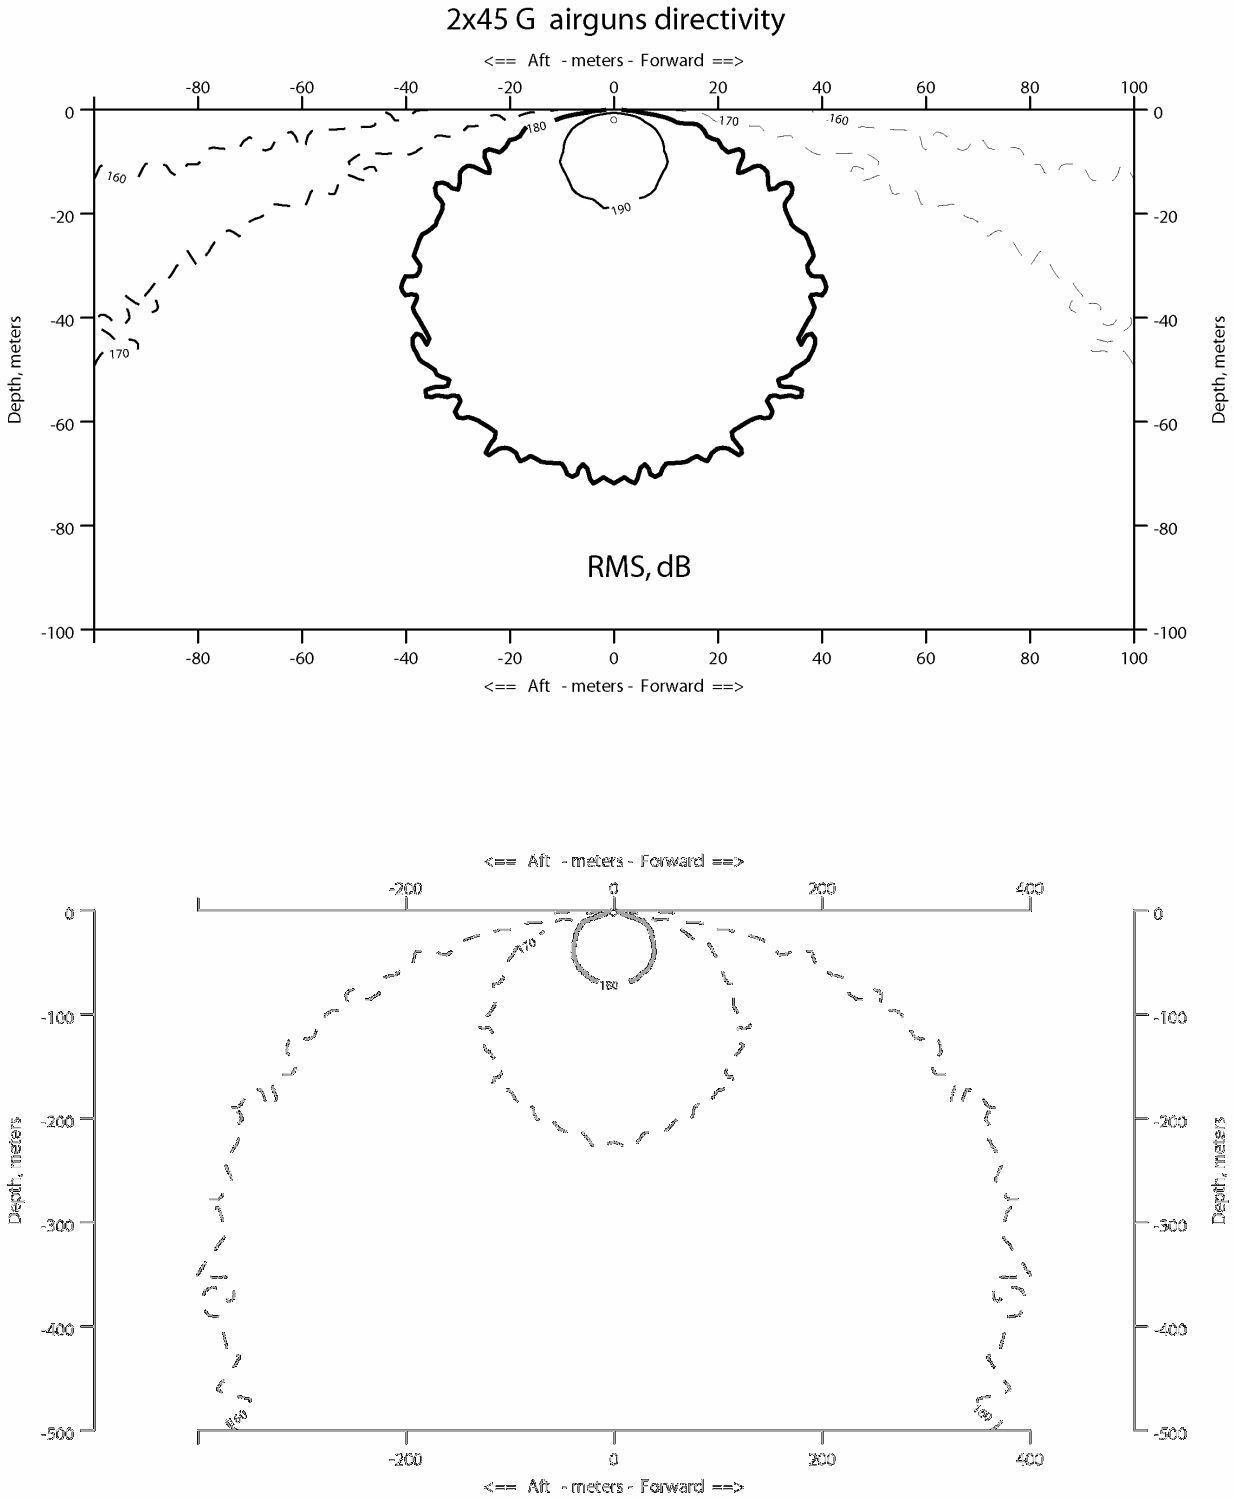 2x45 G airguns directivity
<== Aft - meters - Forward ==>
-80 -60 -40 -20 0 20 40 60 80 100
0 180 170 160 0
160
-20 190 -20
-40 -40
170
Depth, meters Depth, meters
-60 -60
-80 -80
RMS, dB
-100 -100
-80 -60 -40 -20 0 20 40 60 80 100
<== Aft - meters - Forward ==>
<== Aft - meters - Forward ==>
-200 0 200 400
0 0
170
180
-100 -100
-200 -200
Depth, meters Depth, meters
-300 -300
-400 -400
160 160
-500 -500
-200 0 200 400
<== Aft - meters - Forward ==>